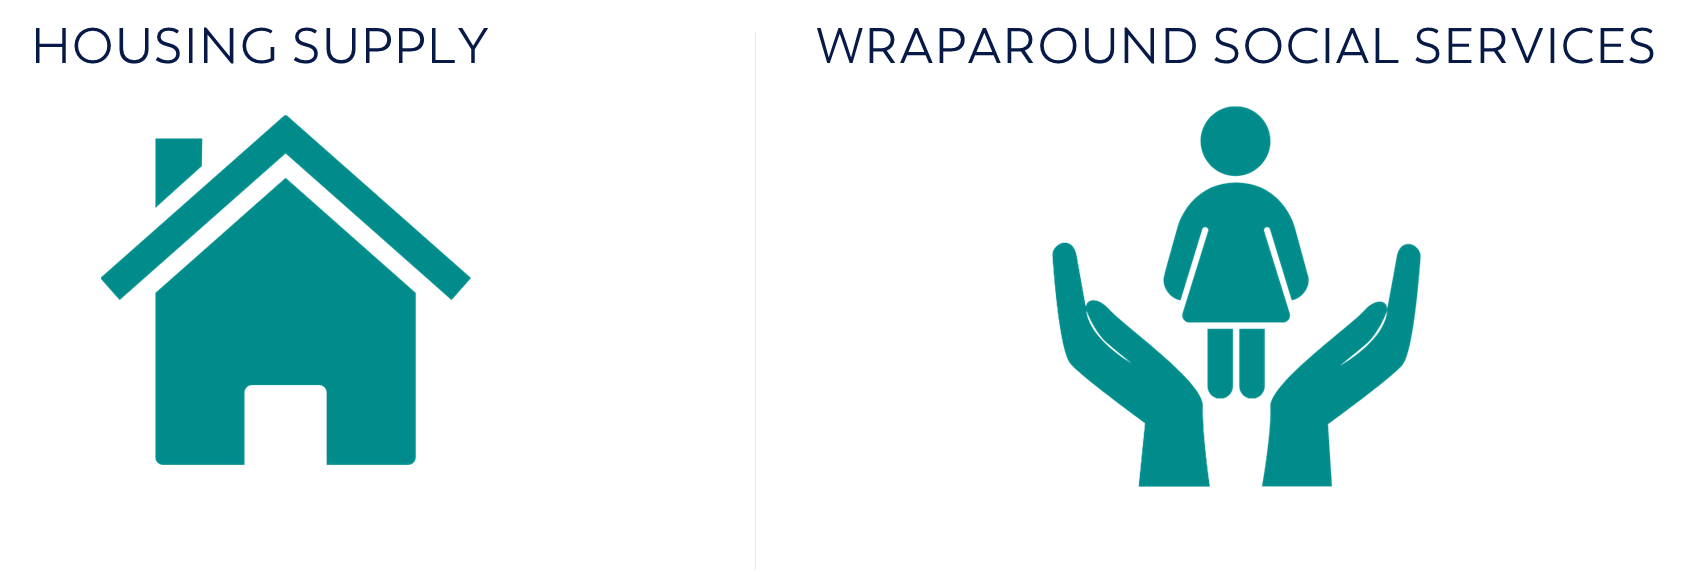 HOUSING SUPPLY
WRAPAROUND SOCIAL SERVICES